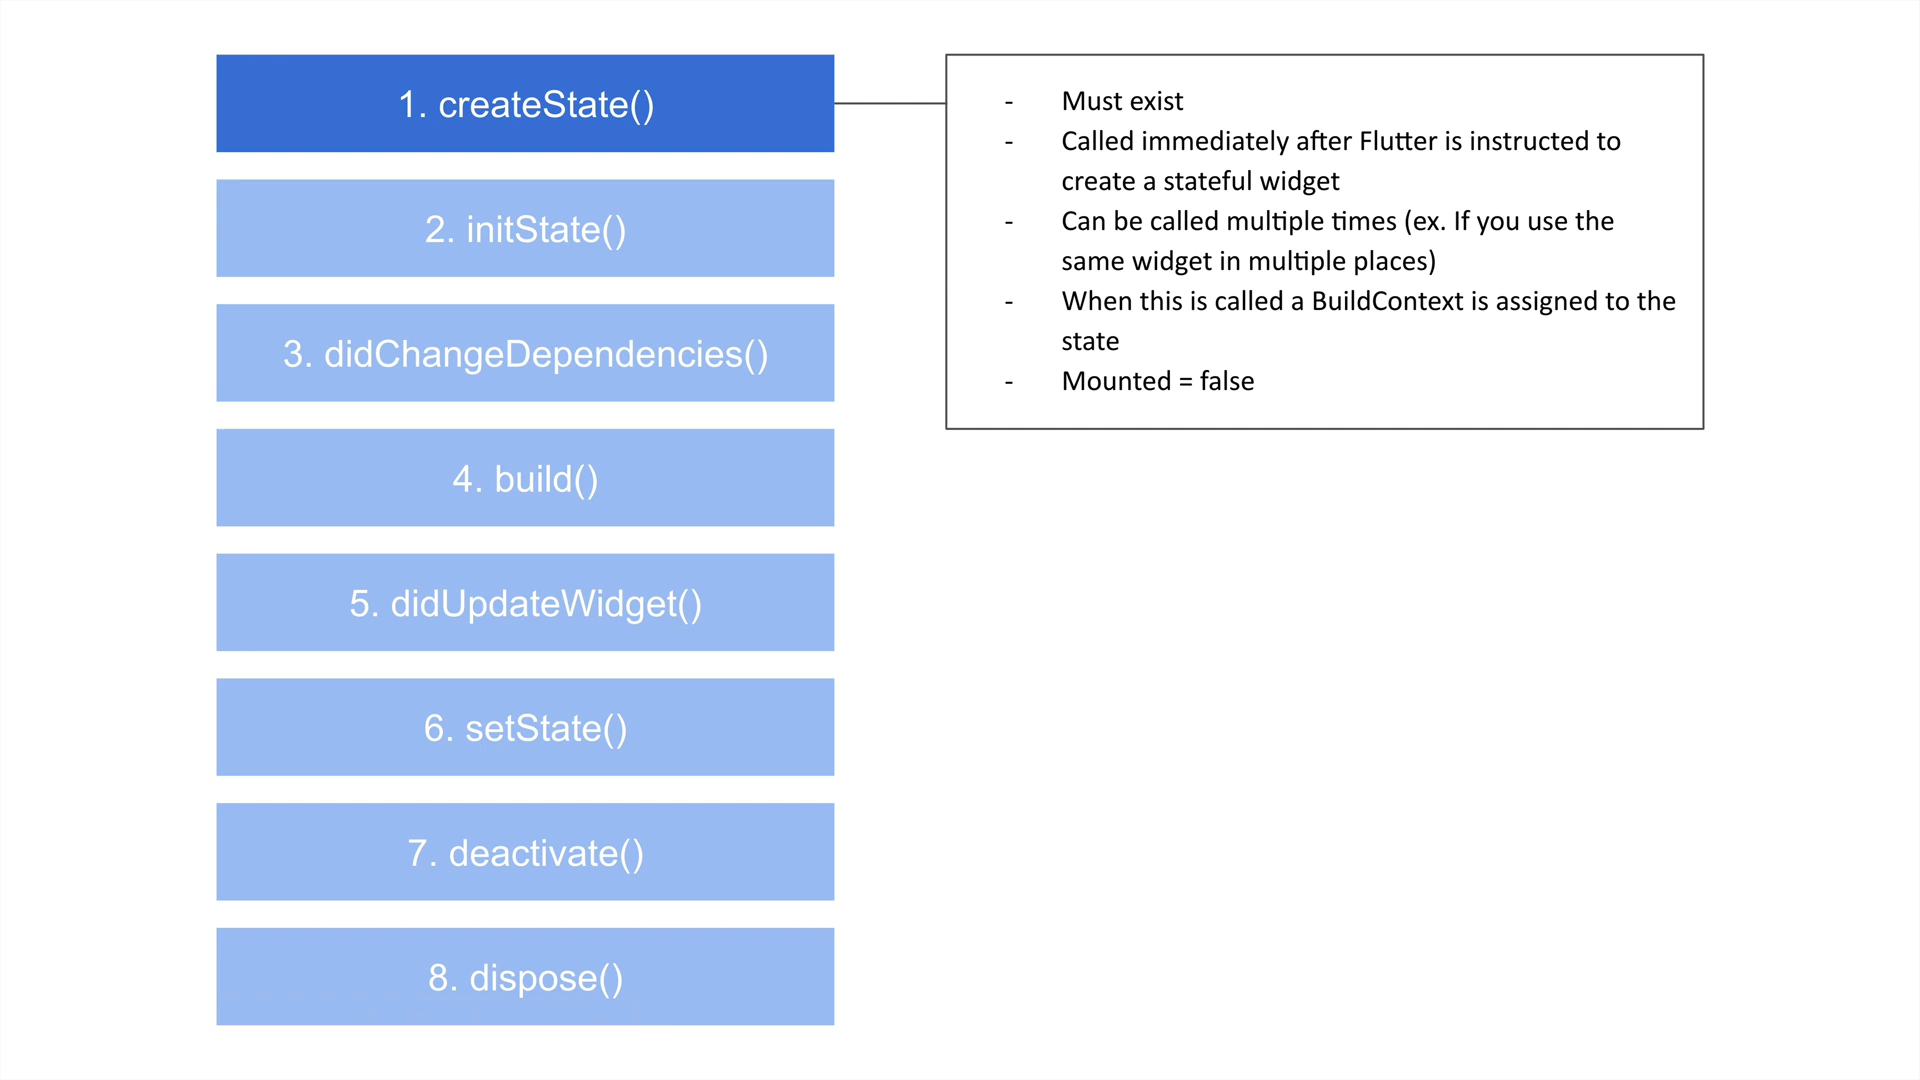 1. createState()
2. initState()
3. didChangeDependencies()
4. build()
5. didUpdateWidget()
6. setState()
7. deactivate()
8. dispose()
- Must exist
- Called immediately after Flutter is instructed to
create a stateful widget
- Can be called multiple times (ex. If you use the
same widget in multiple places)
- When this is called a BuildContext is assigned to the
state
- Mounted = false